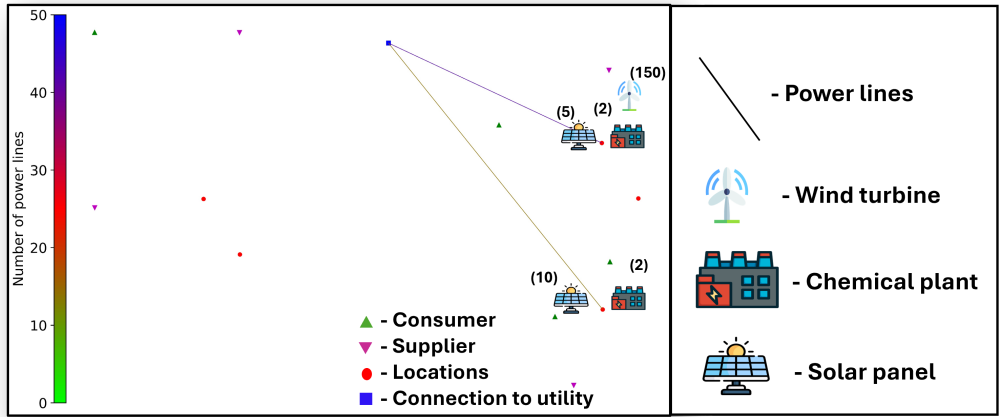 Number of power lines
50
40
30
20
10
0
(150)
(5)
(2)
(10)
(2)
- Consumer
- Supplier
- Locations
- Connection to utility
- Power lines
- Wind turbine
- Chemical plant
- Solar panel